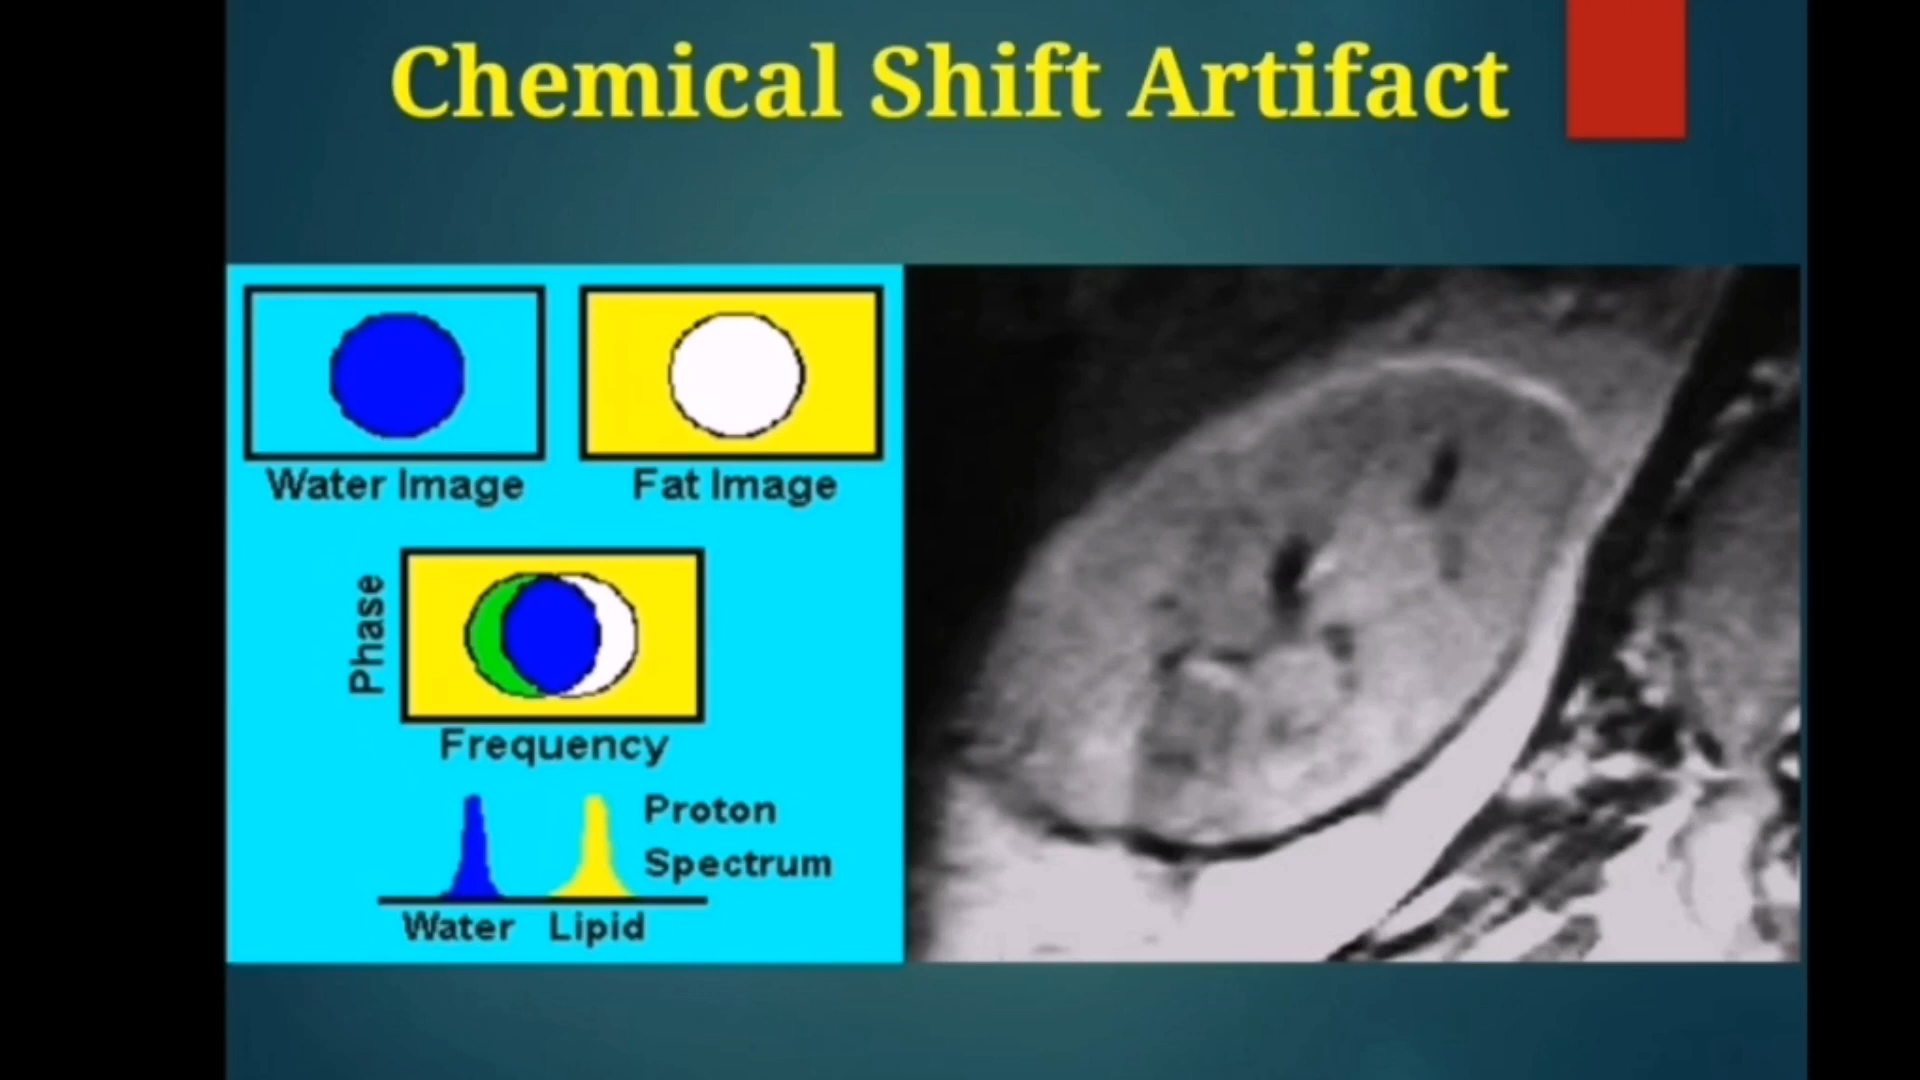 Chemical Shift Artifact
Water Image
Fat Image
Phase
Frequency
Proton
Spectrum
Water
Lipid